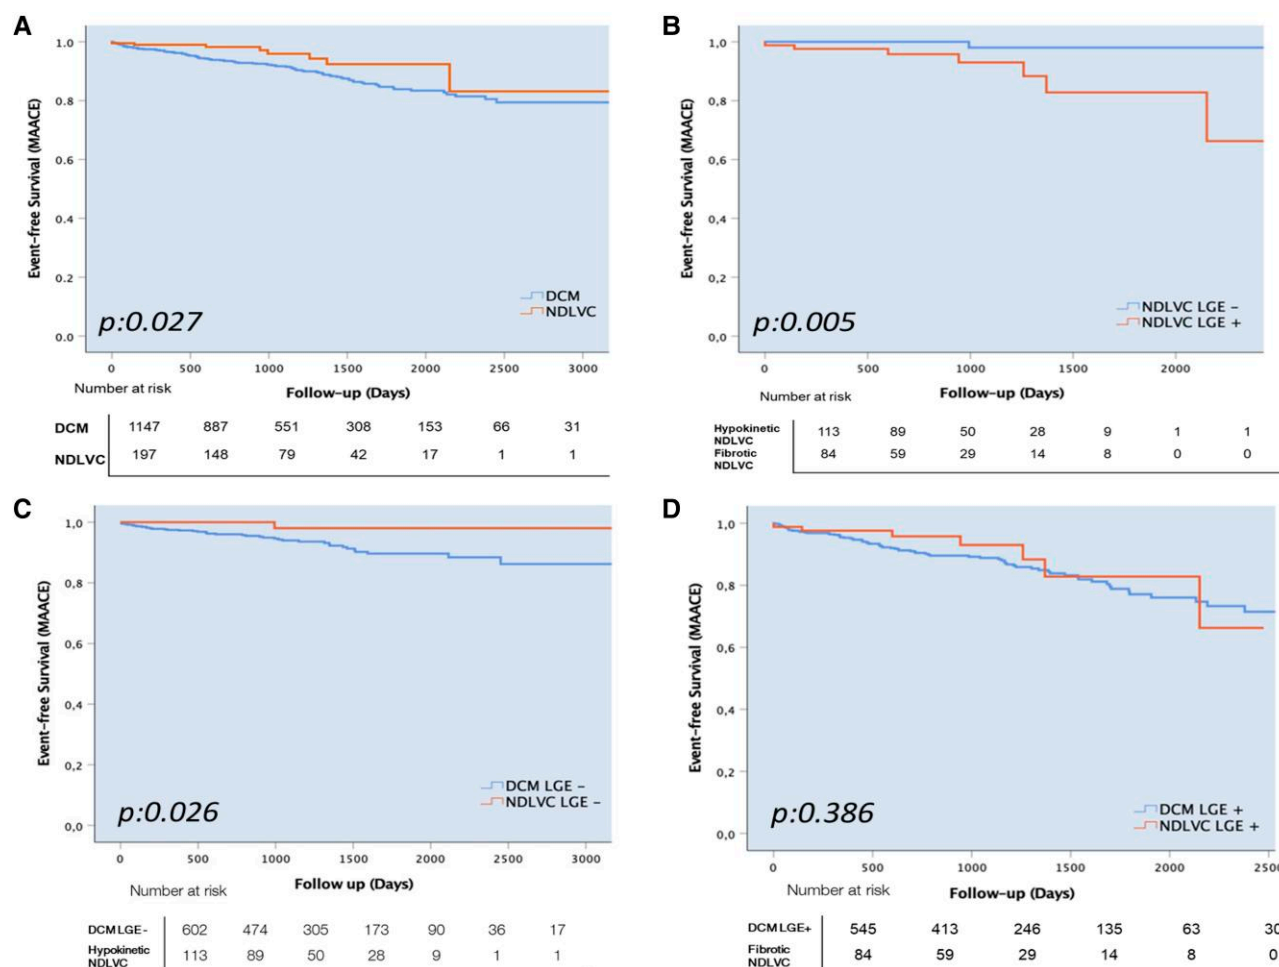 A
Event-free Survival (MAACE)
1.0
0.8
0.6
0.4
0.2
0.0
DCM
NDLVC
p:0.027
0 500 1000 1500 2000 2500 3000
Number at risk
Follow-up (Days)
DCM 1147 887 551 308 153 66 31
NDLVC 197 148 79 42 17 1 1
B
Event-free Survival (MAACE)
1,0
0,8
0,6
0,4
0,2
0,0
NDLVC LGE –
NDLVC LGE +
p:0.005
0 500 1000 1500 2000
Number at risk
Follow-up (Days)
Hypokinetic
NDLVC 113 89 50 28 9 1 1
Fibrotic
NDLVC 84 59 29 14 8 0 0
C
Event-free Survival (MAACE)
1,0
0,8
0,6
0,4
0,2
0,0
DCM LGE –
NDLVC LGE –
p:0.026
0 500 1000 1500 2000 2500 3000
Number at risk
Follow up (Days)
DCM LGE- 602 474 305 173 90 36 17
Hypokinetic
NDLVC 113 89 50 28 9 1 1
D
Event-free Survival (MAACE)
1,0
0,8
0,6
0,4
0,2
0,0
DCM LGE +
NDLVC LGE +
p:0.386
0 500 1000 1500 2000 2500
Number at risk
Follow-up (Days)
DCM LGE+ 545 413 246 135 63 30
Fibrotic
NDLVC 84 59 29 14 8 0